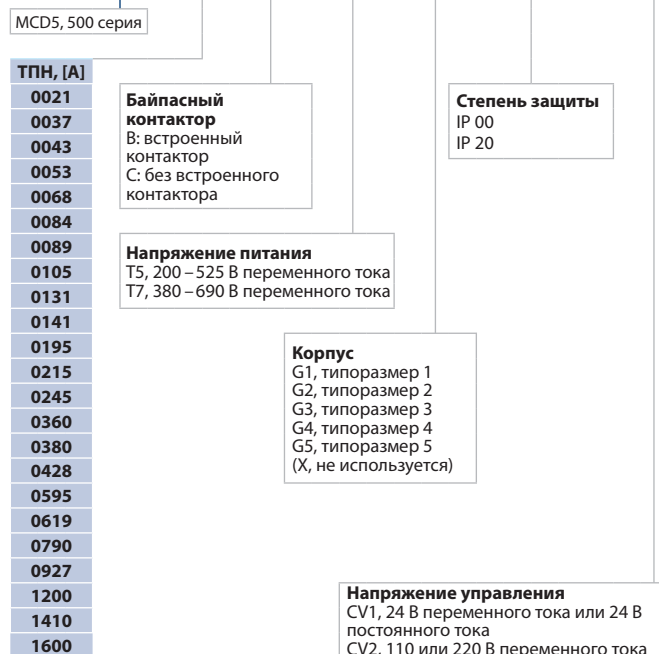 MCD5, 500 серия
ТПН, [А]
0021
0037
0043
0053
0068
0084
0089
0105
0131
0141
0195
0215
0245
0360
0380
0428
0595
0619
0790
0927
1200
1410
1600
Байпасный
контактор
В: встроенный
контактор
С: без встроенного
контактора
Степень защиты
IP 00
IP 20
Напряжение питания
T5, 200 – 525 В переменного тока
T7, 380 – 690 В переменного тока
Корпус
G1, типоразмер 1
G2, типоразмер 2
G3, типоразмер 3
G4, типоразмер 4
G5, типоразмер 5
(X, не используется)
Напряжение управления
CV1, 24 В переменного тока или 24 В
постоянного тока
CV2, 110 или 220 В переменного тока